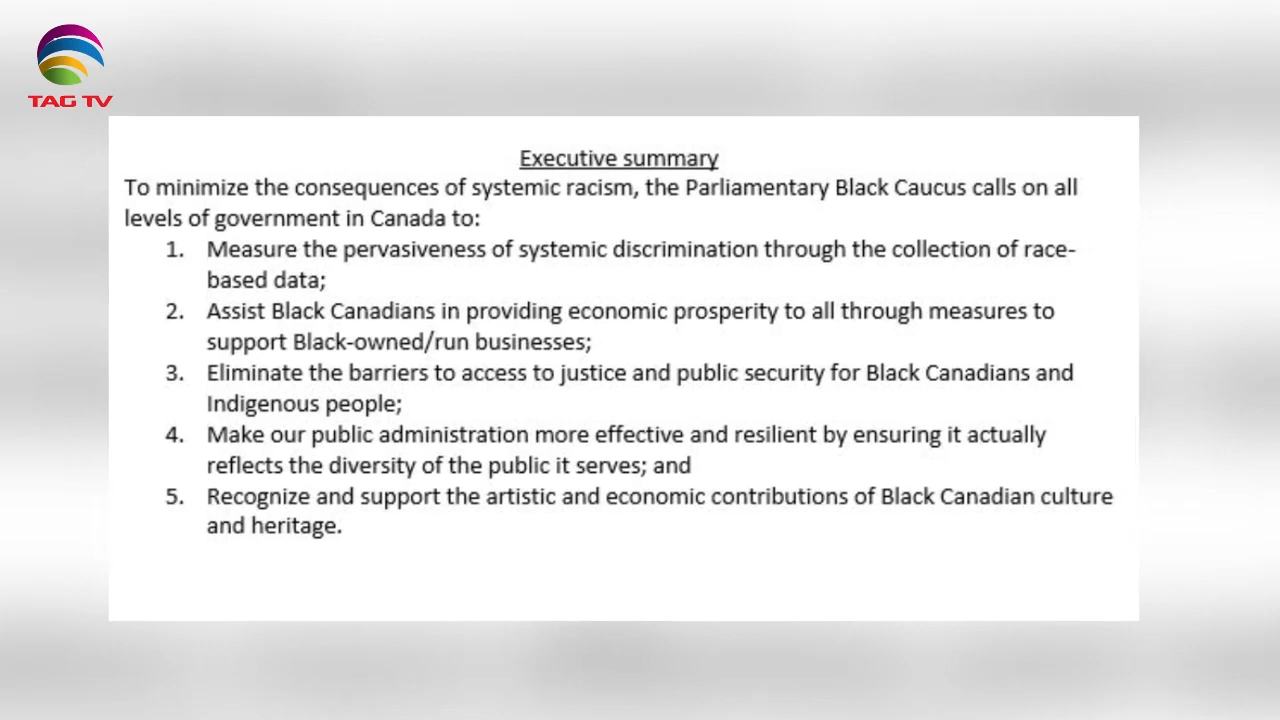 TAG TV
Executive summary
To minimize the consequences of systemic racism, the Parliamentary Black Caucus calls on all
levels of government in Canada to:
1. Measure the pervasiveness of systemic discrimination through the collection of race-
based data;
2. Assist Black Canadians in providing economic prosperity to all through measures to
support Black-owned/run businesses;
3. Eliminate the barriers to access to justice and public security for Black Canadians and
Indigenous people;
4. Make our public administration more effective and resilient by ensuring it actually
reflects the diversity of the public it serves; and
5. Recognize and support the artistic and economic contributions of Black Canadian culture
and heritage.